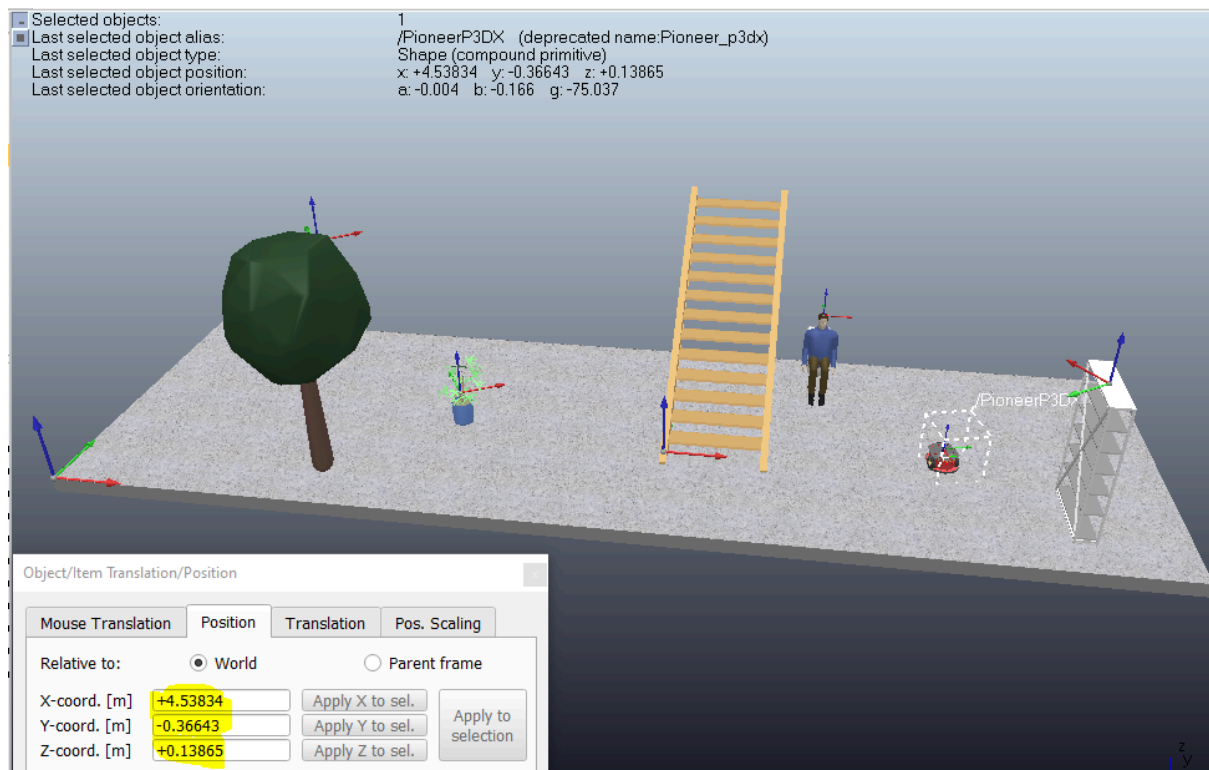 Selected objects: 1
Last selected object alias: /PioneerP3DX (deprecated name:Pioneer_p3dx)
Last selected object type: Shape (compound primitive)
Last selected object position: x: +4.53834 y: -0.36643 z: +0.13865
Last selected object orientation: a: -0.004 b: -0.166 g: -75.037
/PioneerP3DX
Object/Item Translation/Position
x
Mouse Translation Position Translation Pos. Scaling
Relative to: World Parent frame
X-coord. [m] +4.53834 Apply X to sel.
Y-coord. [m] -0.36643 Apply Y to sel.
Z-coord. [m] +0.13865 Apply Z to sel.
Apply to
selection
z
y